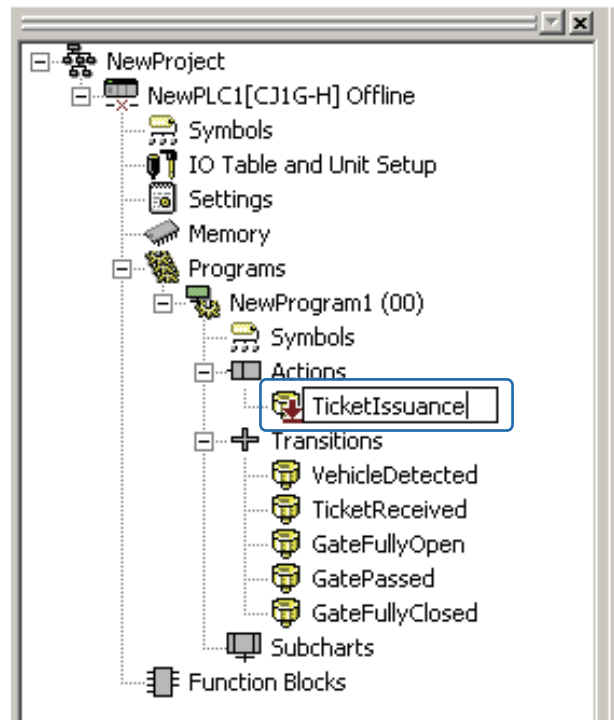 NewProject
NewPLC1[CJ1G-H] Offline
Symbols
IO Table and Unit Setup
Settings
Memory
Programs
NewProgram1 (00)
Symbols
Actions
TicketIssuance
Transitions
VehicleDetected
TicketReceived
GateFullyOpen
GatePassed
GateFullyClosed
Subcharts
Function Blocks